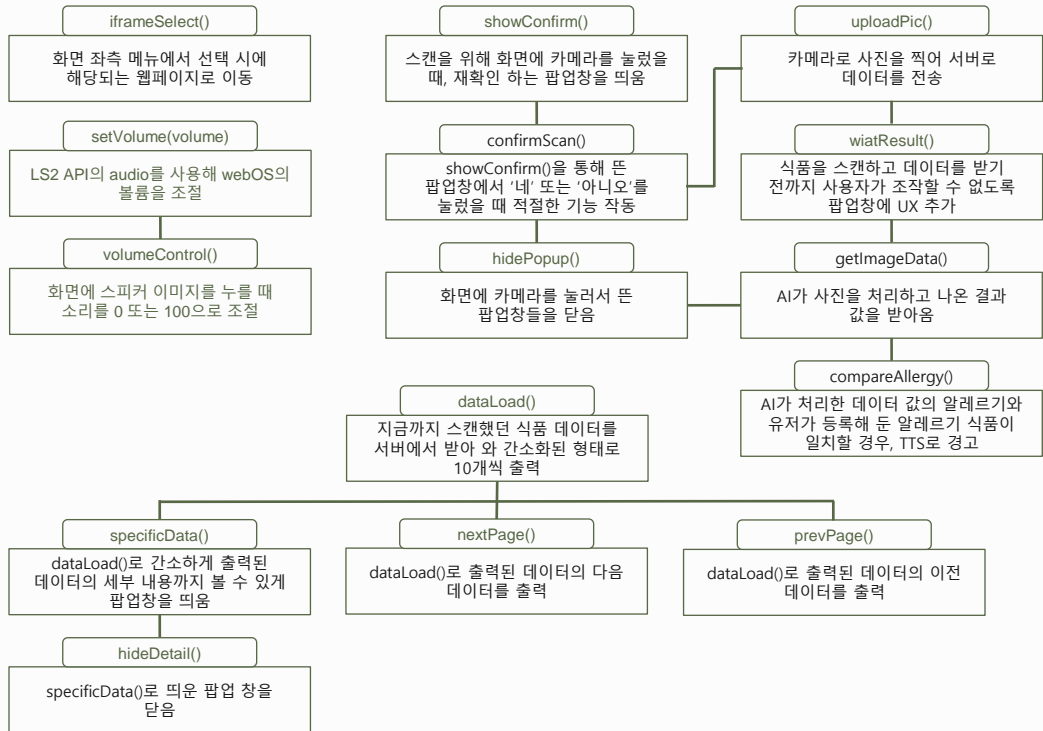 iframeSelect()
화면 좌측 메뉴에서 선택 시에
해당되는 웹페이지로 이동
setVolume(volume)
LS2 API의 audio를 사용해 webOS의
볼륨을 조절
volumeControl()
화면에 스피커 이미지를 누를 때
소리를 0 또는 100으로 조절
showConfirm()
스캔을 위해 화면에 카메라를 눌렀을
때, 재확인 하는 팝업창을 띄움
confirmScan()
showConfirm()을 통해 뜬
팝업창에서 ‘네’ 또는 ‘아니오’를
눌렀을 때 적절한 기능 작동
hidePopup()
화면에 카메라를 눌러서 뜬
팝업창들을 닫음
uploadPic()
카메라로 사진을 찍어 서버로
데이터를 전송
wiatResult()
식품을 스캔하고 데이터를 받기
전까지 사용자가 조작할 수 없도록
팝업창에 UX 추가
getImageData()
AI가 사진을 처리하고 나온 결과
값을 받아옴
compareAllergy()
AI가 처리한 데이터 값의 알레르기와
유저가 등록해 둔 알레르기 식품이
일치할 경우, TTS로 경고
dataLoad()
지금까지 스캔했던 식품 데이터를
서버에서 받아 와 간소화된 형태로
10개씩 출력
specificData()
dataLoad()로 간소하게 출력된
데이터의 세부 내용까지 볼 수 있게
팝업창을 띄움
hideDetail()
specificData()로 띄운 팝업 창을
닫음
nextPage()
dataLoad()로 출력된 데이터의 다음
데이터를 출력
prevPage()
dataLoad()로 출력된 데이터의 이전
데이터를 출력